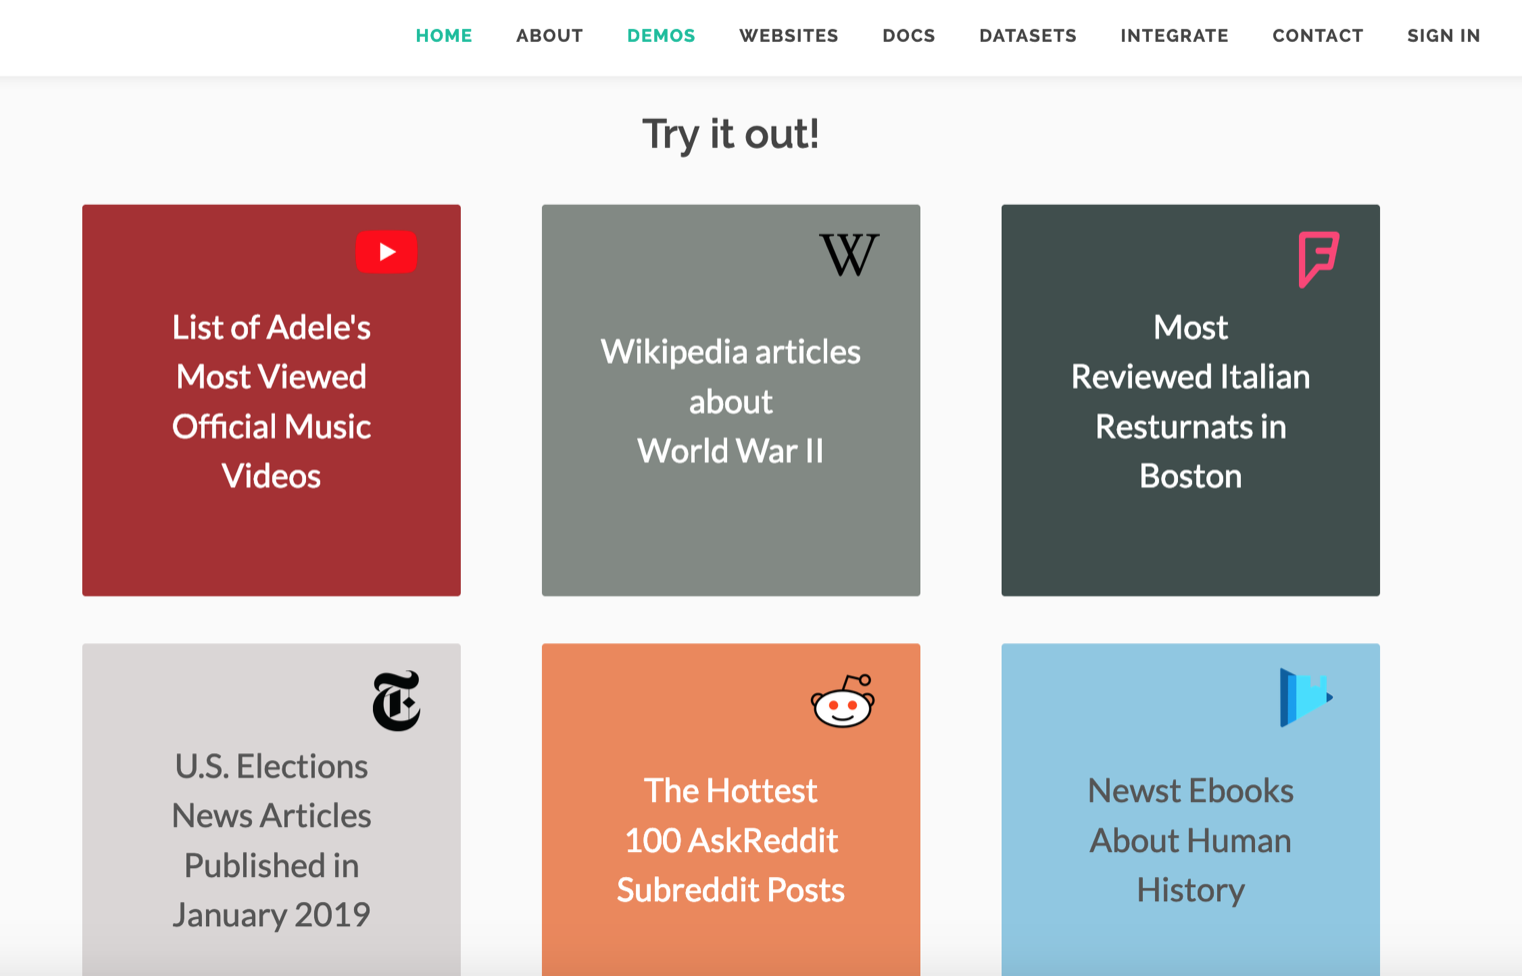 HOME ABOUT DEMOS WEBSITES DOCS DATASETS INTEGRATE CONTACT SIGN IN
Try it out!
List of Adele's
Most Viewed
Official Music
Videos
W
Wikipedia articles
about
World War II
Most
Reviewed Italian
Resturnats in
Boston
T
U.S. Elections
News Articles
Published in
January 2019
The Hottest
100 AskReddit
Subreddit Posts
Newst Ebooks
About Human
History